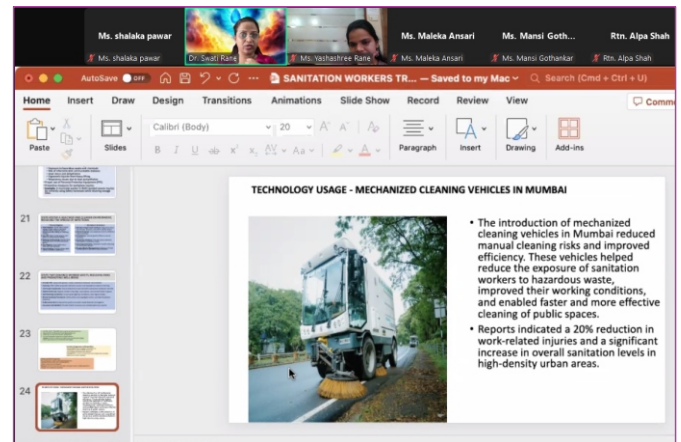 Ms. shalaka pawar
Ms. Maleka Ansari
Ms. Mansi Goth...
Rtn. Alpa Shah
Ms. shalaka pawar
Dr. Swati Rane
Ms. Yashashree Rane
Ms. Maleka Ansari
Ms. Mansi Gothankar
Rtn. Alpa Shah
AutoSave OFF
SANITATION WORKERS TR... — Saved to my Mac
Search (Cmd + Ctrl + U)
Home Insert Draw Design Transitions Animations Slide Show Record Review View
Comme
Paste
Slides
Calibri (Body) 20
Paragraph
Insert
Drawing
Add-ins
21
22
23
24
TECHNOLOGY USAGE - MECHANIZED CLEANING VEHICLES IN MUMBAI
• The introduction of mechanized
cleaning vehicles in Mumbai reduced
manual cleaning risks and improved
efficiency. These vehicles helped
reduce the exposure of sanitation
workers to hazardous waste,
improved their working conditions,
and enabled faster and more effective
cleaning of public spaces.
• Reports indicated a 20% reduction in
work-related injuries and a significant
increase in overall sanitation levels in
high-density urban areas.